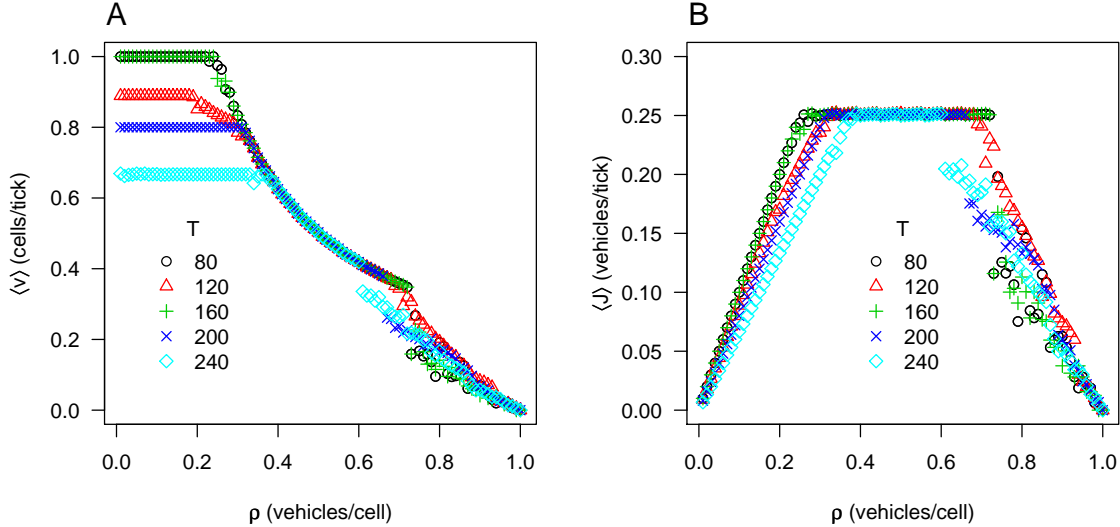 A
⟨v⟩ (cells/tick)
1.0
0.8
0.6
0.4
0.2
0.0
T
80
120
160
200
240
0.0 0.2 0.4 0.6 0.8 1.0
ρ (vehicles/cell)
B
⟨J⟩ (vehicles/tick)
0.30
0.25
0.20
0.15
0.10
0.05
0.00
T
80
120
160
200
240
0.0 0.2 0.4 0.6 0.8 1.0
ρ (vehicles/cell)